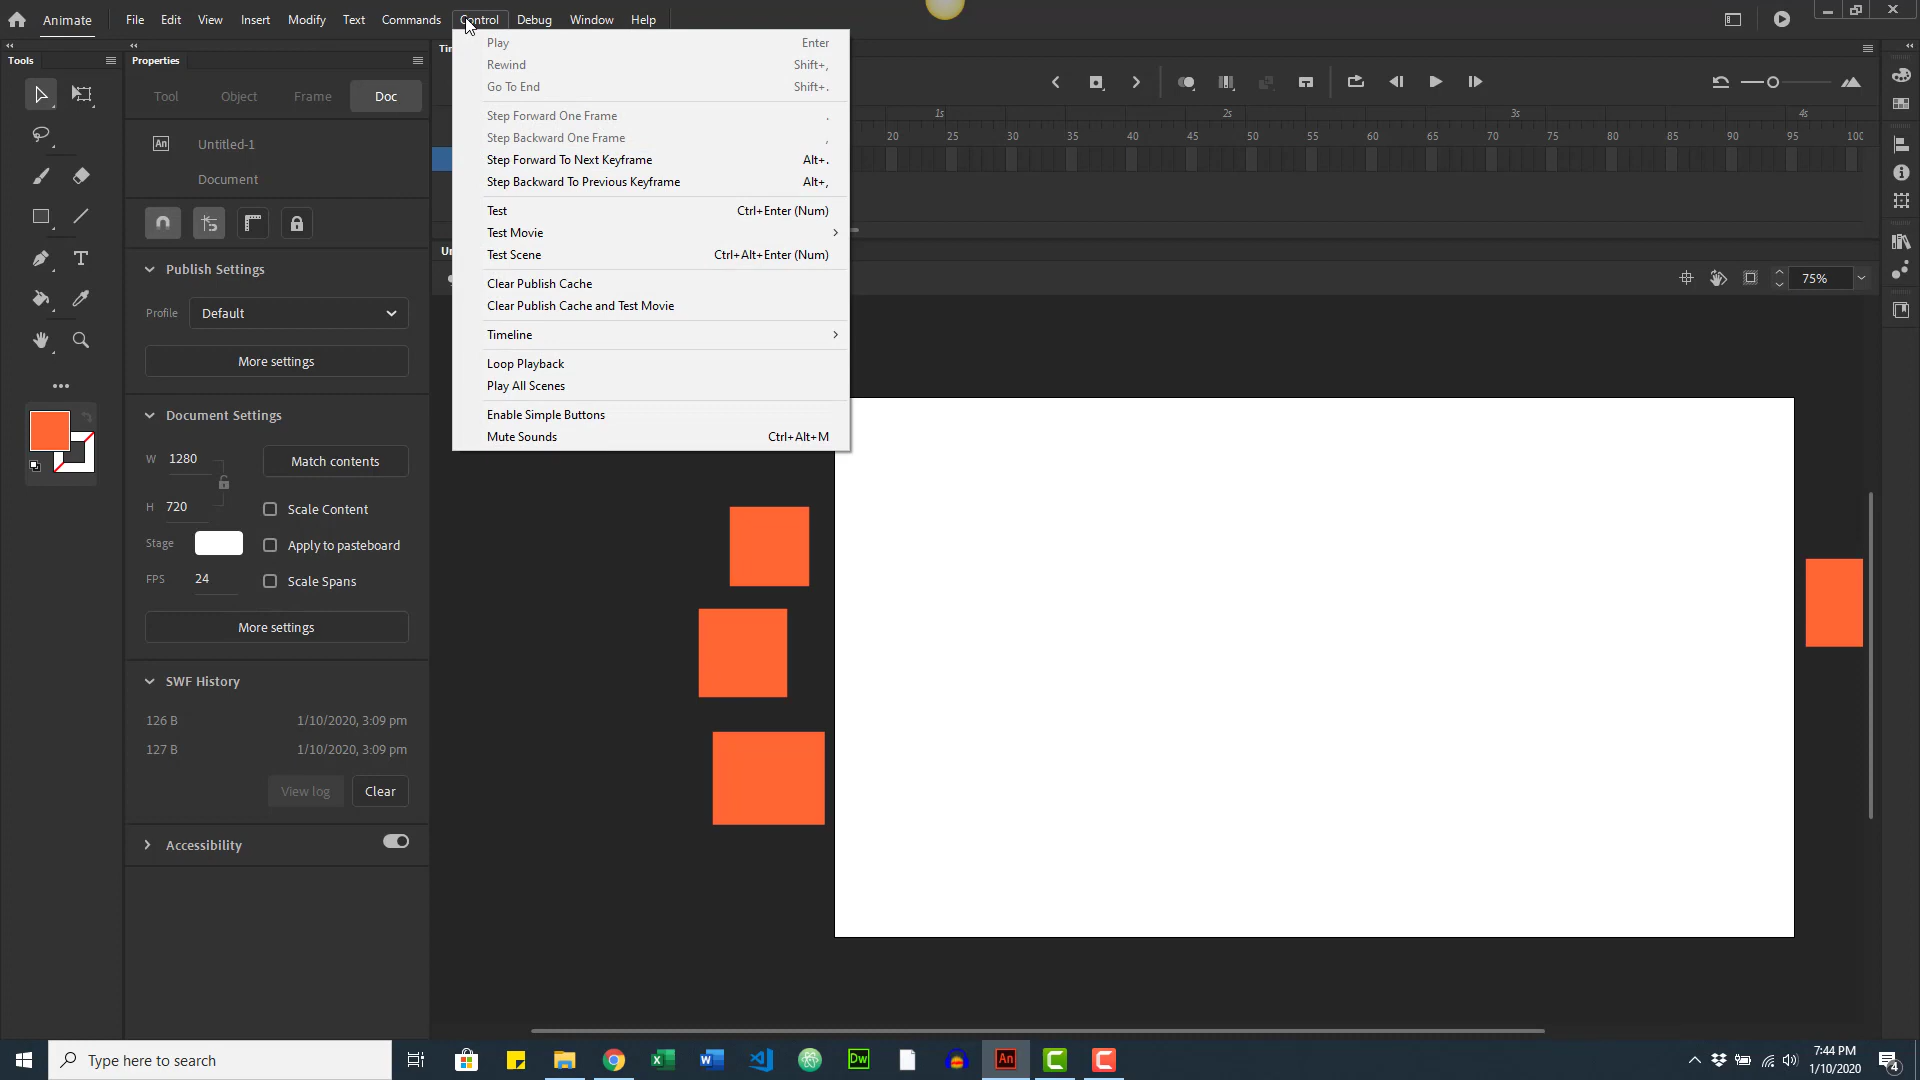 Animate File Edit View Insert Modify Text Commands Control Debug Window Help
Tools
Properties
Tool Object Frame Doc
An Untitled-1
Document
Publish Settings
Profile Default
More settings
Document Settings
W 1280
Match contents
H 720
Scale Content
Stage
Apply to pasteboard
FPS 24
Scale Spans
More settings
SWF History
126 B 1/10/2020, 3:09 pm
127 B 1/10/2020, 3:09 pm
View log Clear
Accessibility
Play Enter
Rewind Shift+,
Go To End Shift+.
Step Forward One Frame .
Step Backward One Frame ,
Step Forward To Next Keyframe Alt+.
Step Backward To Previous Keyframe Alt+,
Test Ctrl+Enter (Num)
Test Movie
Test Scene Ctrl+Alt+Enter (Num)
Clear Publish Cache
Clear Publish Cache and Test Movie
Timeline
Loop Playback
Play All Scenes
Enable Simple Buttons
Mute Sounds Ctrl+Alt+M
1s 2s 3s 4s
20 25 30 35 40 45 50 55 60 65 70 75 80 85 90 95 100
75%
Type here to search
Dw
An
7:44 PM
1/10/2020
4